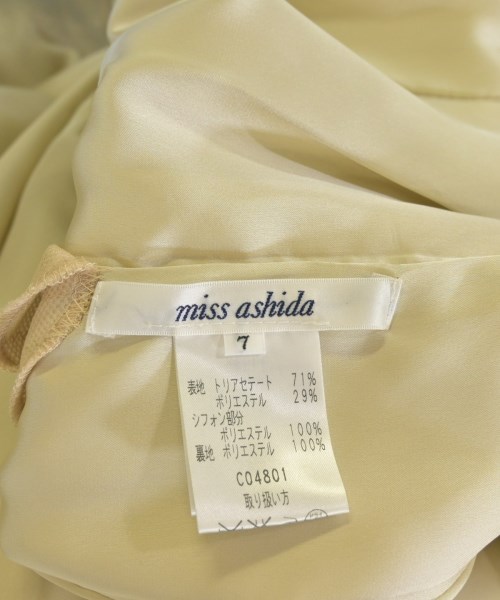 miss ashida
7
表地 トリアセテート 71%
ポリエステル 29%
シフォン部分
ポリエステル 100%
裏地 ポリエステル 100%
C04801
取り扱い方